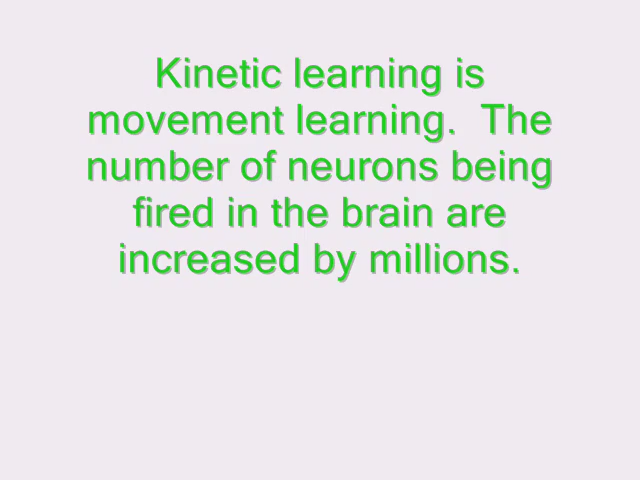 Kinetic learning is
movement learning.  The
number of neurons being
fired in the brain are
increased by millions.